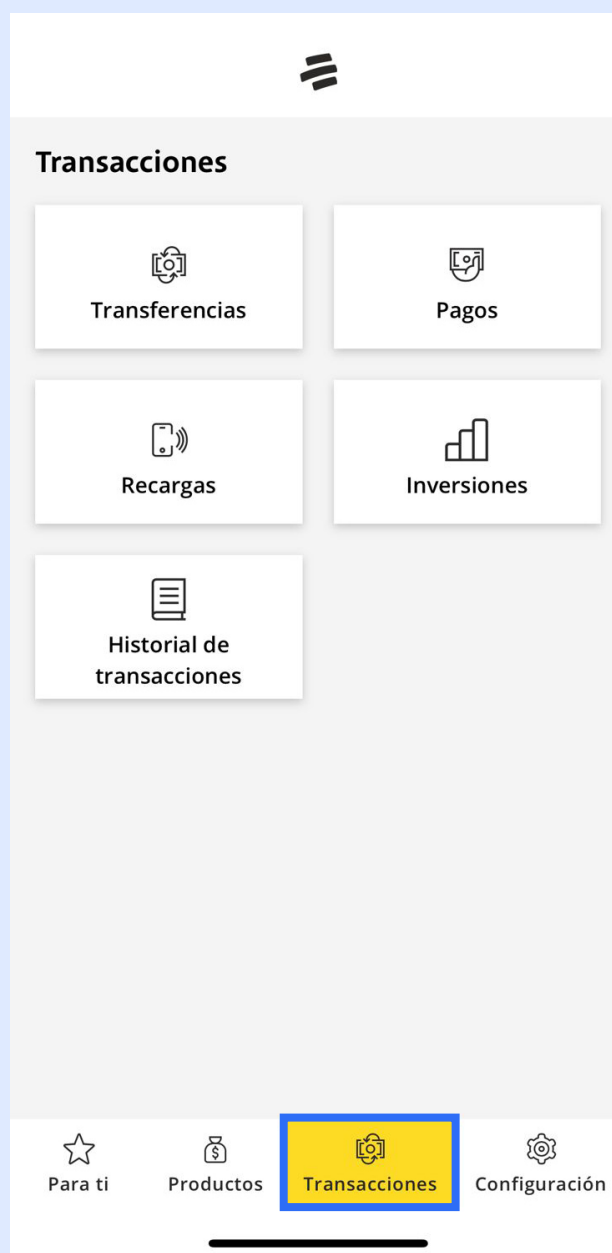 Transacciones
Transferencias
Pagos
Recargas
Inversiones
Historial de
transacciones
Para ti
Productos
Transacciones
Configuración